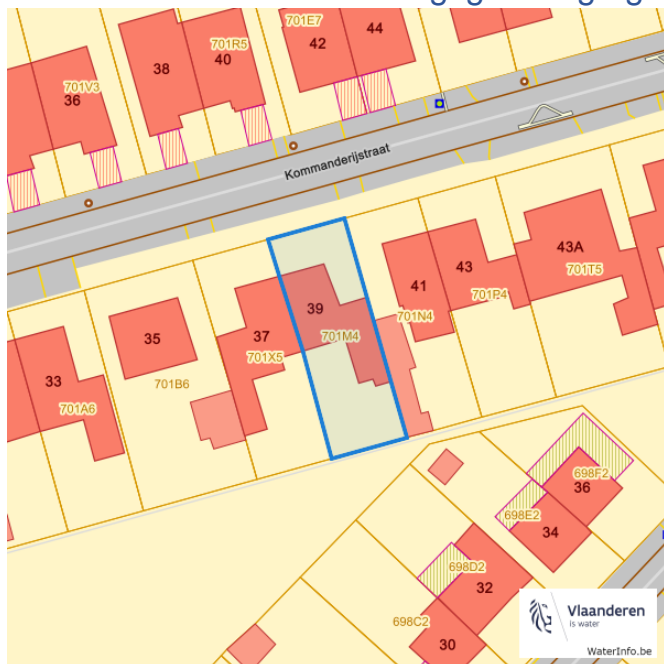 701E7
44
42
701R5
40
38
701V3
36
Kommanderijstraat
43A
701T5
43
41
701P4
39
701N4
37
701M4
35
701X5
33
701B6
701A6
698F2
36
698E2
34
698D2
32
698C2
30
Vlaanderen
is water
WaterInfo.be